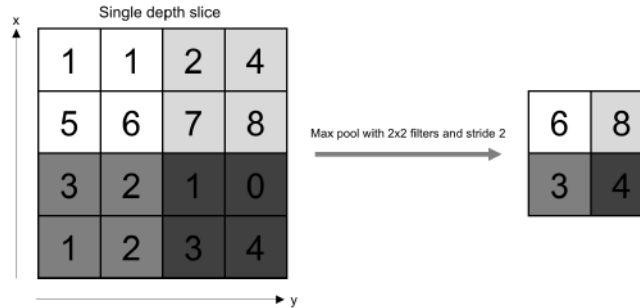 Single depth slice
x
1 1 2 4
5 6 7 8
3 2 1 0
1 2 3 4
y
Max pool with 2x2 filters and stride 2
6 8
3 4